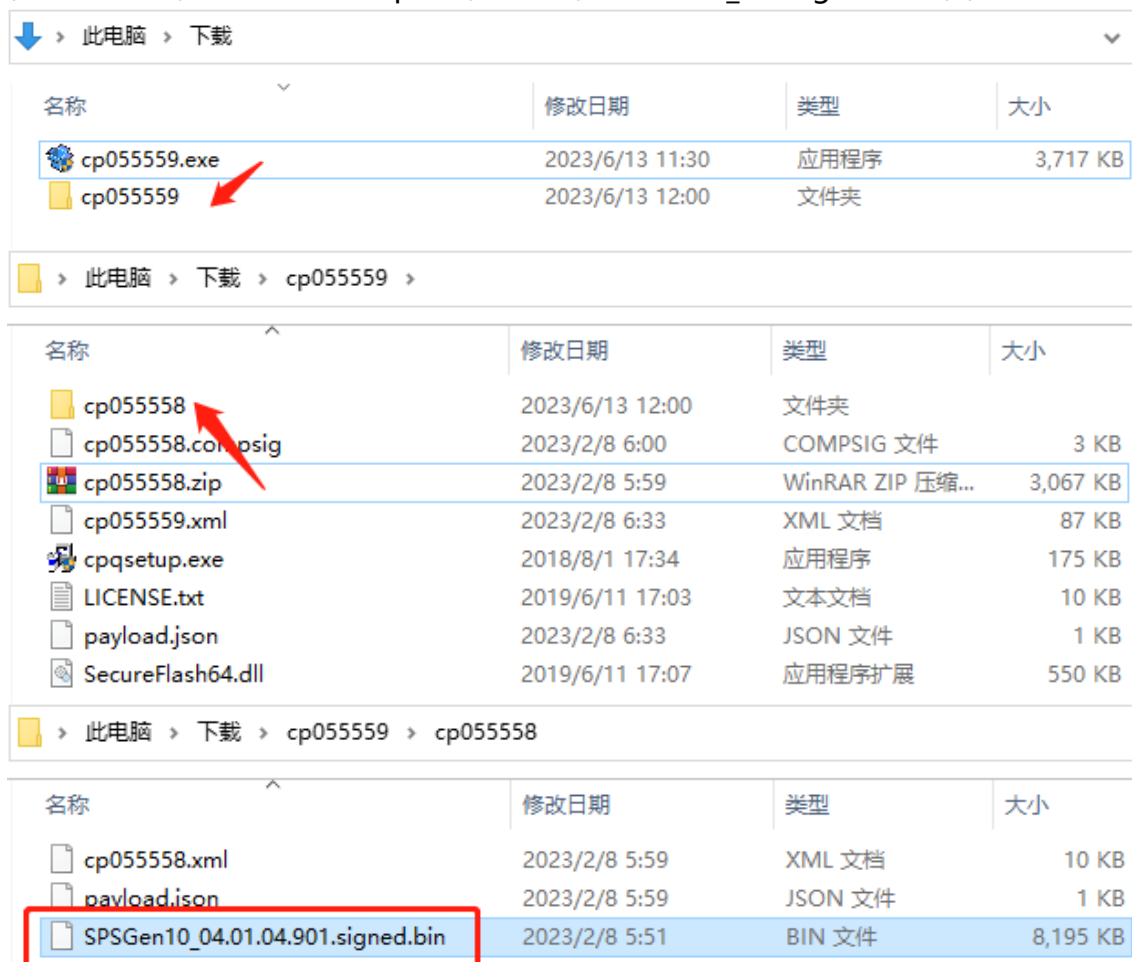 此电脑 > 下载
名称 修改日期 类型 大小
cp055559.exe 2023/6/13 11:30 应用程序 3,717 KB
cp055559 2023/6/13 12:00 文件夹
此电脑 > 下载 > cp055559 >
名称 修改日期 类型 大小
cp055558 2023/6/13 12:00 文件夹
cp055558.compsig 2023/2/8 6:00 COMPSIG 文件 3 KB
cp055558.zip 2023/2/8 5:59 WinRAR ZIP 压缩... 3,067 KB
cp055559.xml 2023/2/8 6:33 XML 文档 87 KB
cpqsetup.exe 2018/8/1 17:34 应用程序 175 KB
LICENSE.txt 2019/6/11 17:03 文本文档 10 KB
payload.json 2023/2/8 6:33 JSON 文件 1 KB
SecureFlash64.dll 2019/6/11 17:07 应用程序扩展 550 KB
此电脑 > 下载 > cp055559 > cp055558
名称 修改日期 类型 大小
cp055558.xml 2023/2/8 5:59 XML 文档 10 KB
payload.json 2023/2/8 5:59 JSON 文件 1 KB
SPSGen10_04.01.04.901.signed.bin 2023/2/8 5:51 BIN 文件 8,195 KB